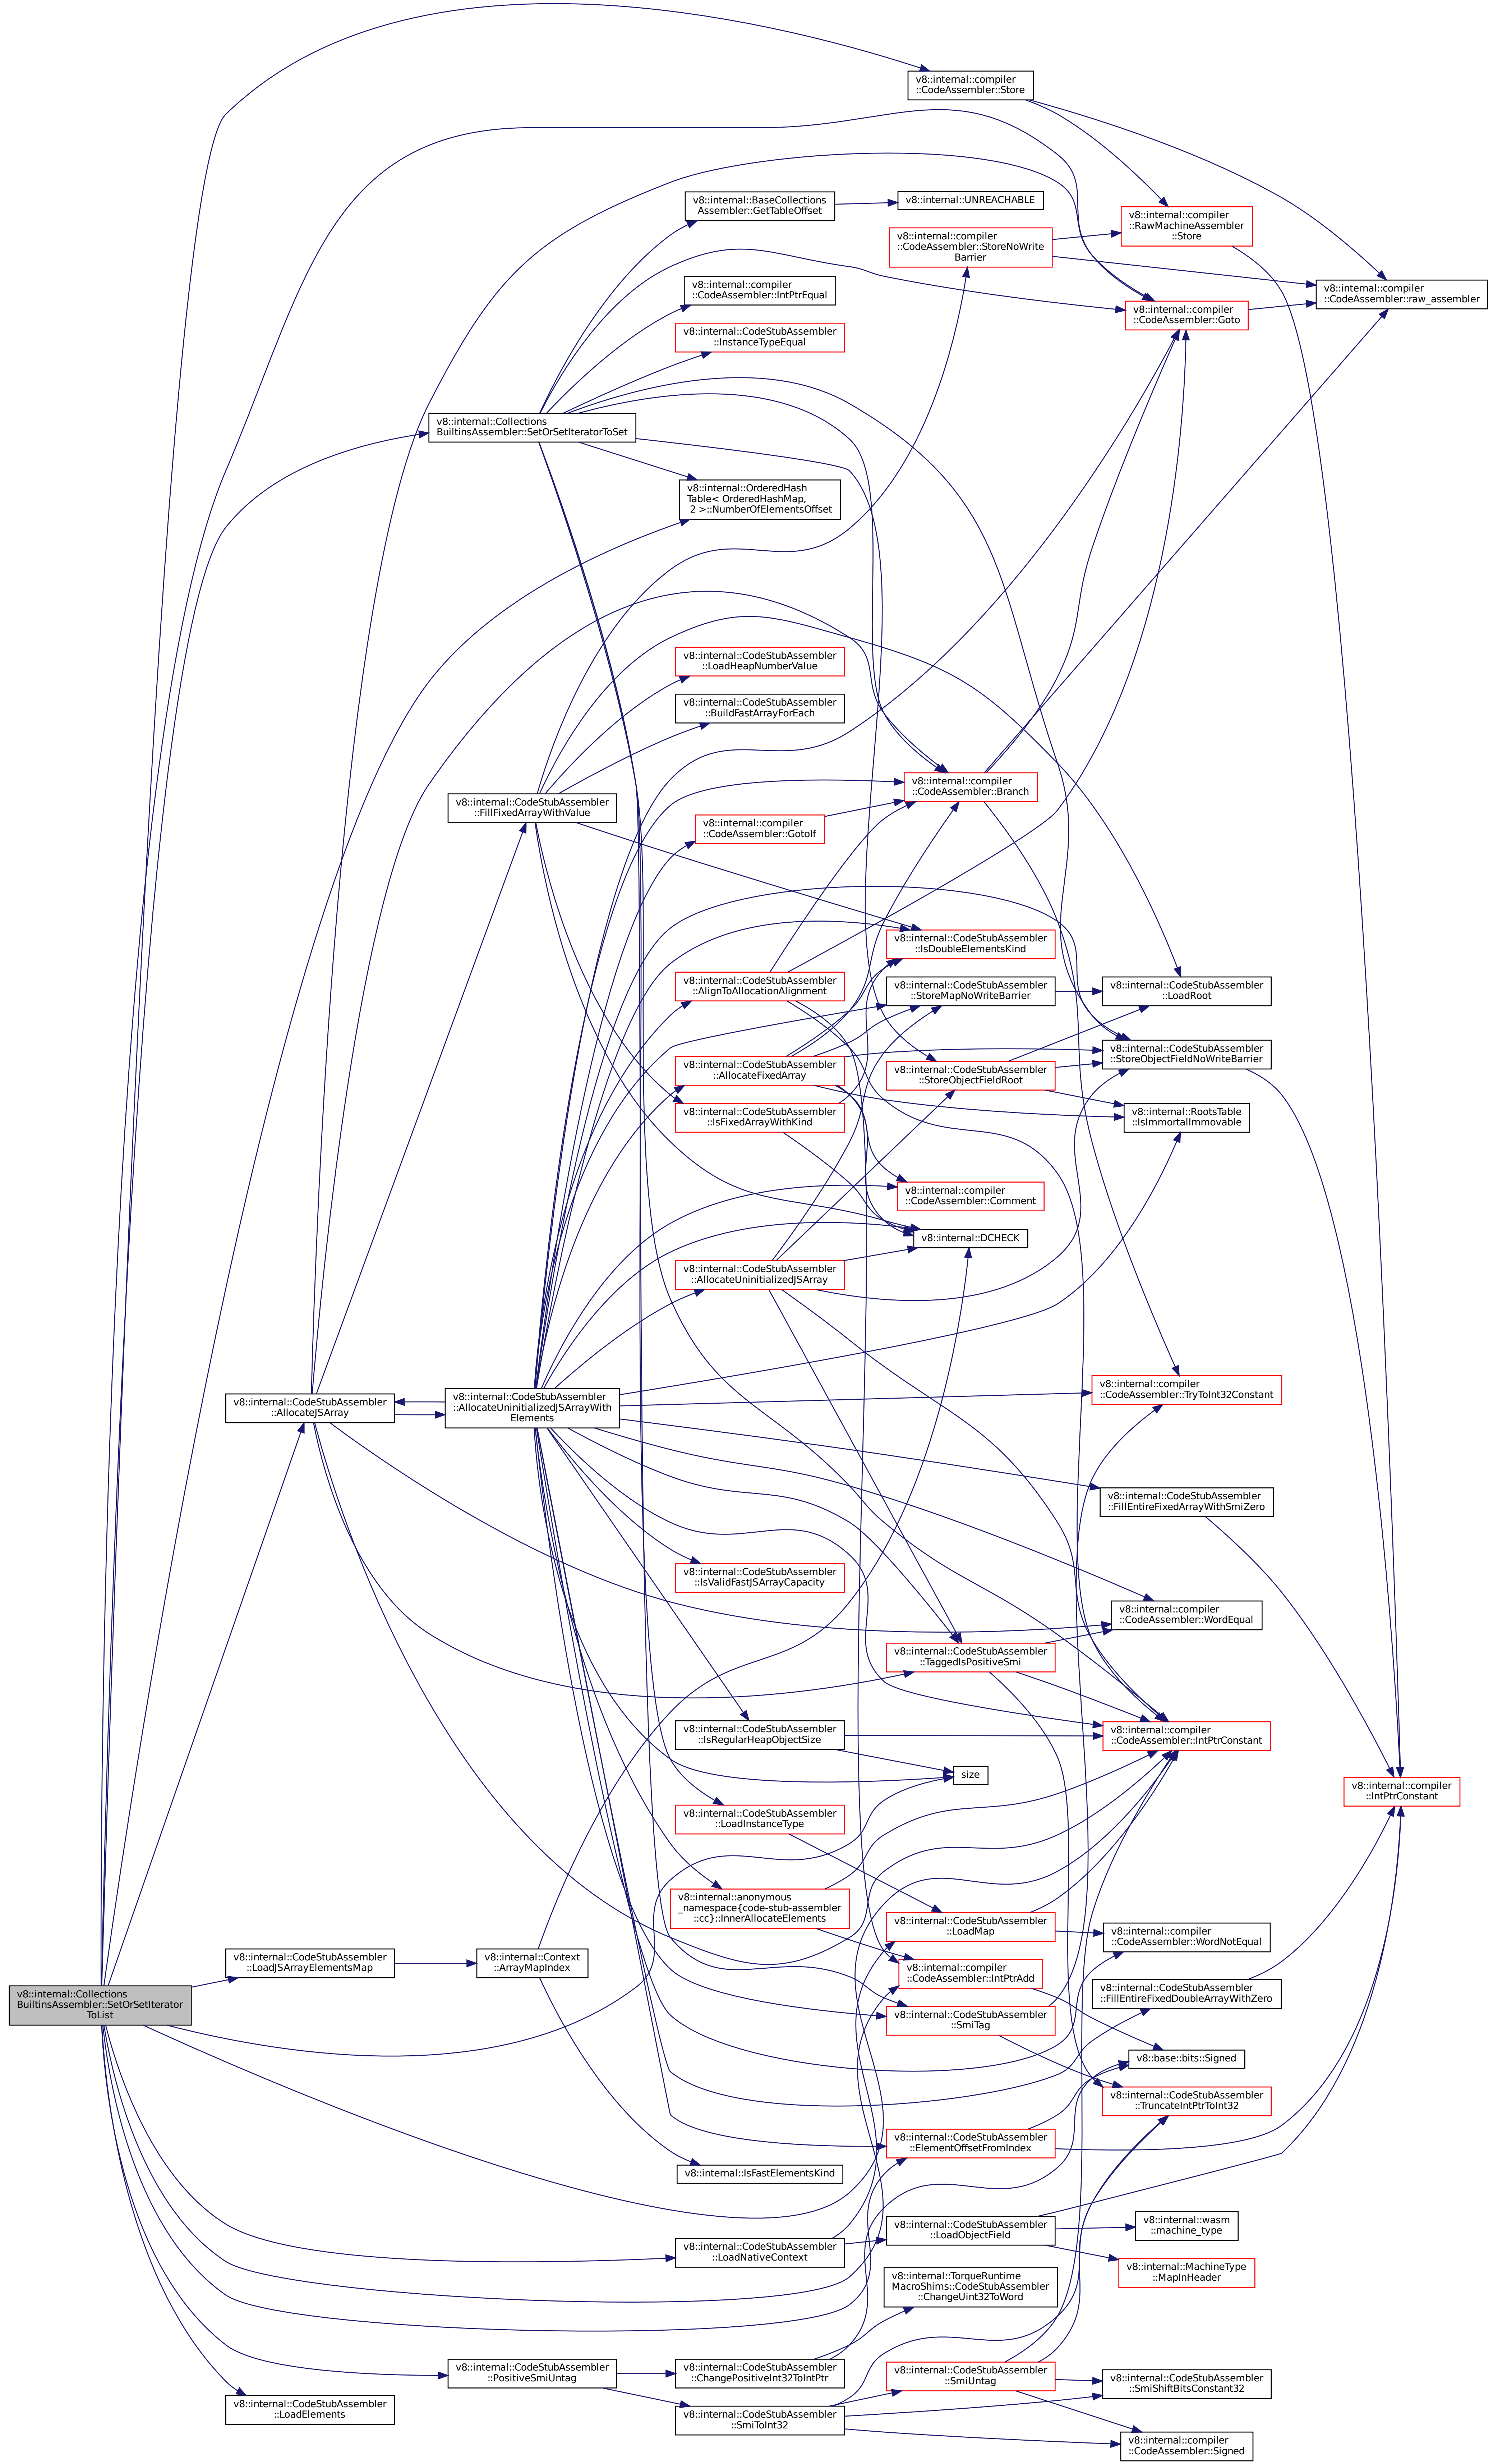 v8::internal::compiler
::CodeAssembler::Store
v8::internal::BaseCollections
Assembler::GetTableOffset
v8::internal::UNREACHABLE
v8::internal::compiler
::RawMachineAssembler
::Store
v8::internal::compiler
::CodeAssembler::StoreNoWrite
Barrier
v8::internal::compiler
::CodeAssembler::IntPtrEqual
v8::internal::compiler
::CodeAssembler::raw_assembler
v8::internal::compiler
::CodeAssembler::Goto
v8::internal::CodeStubAssembler
::InstanceTypeEqual
v8::internal::Collections
BuiltinsAssembler::SetOrSetIteratorToSet
v8::internal::OrderedHash
Table< OrderedHashMap,
2 >::NumberOfElementsOffset
v8::internal::CodeStubAssembler
::LoadHeapNumberValue
v8::internal::CodeStubAssembler
::BuildFastArrayForEach
v8::internal::compiler
::CodeAssembler::Branch
v8::internal::CodeStubAssembler
::FillFixedArrayWithValue
v8::internal::compiler
::CodeAssembler::GotoIf
v8::internal::CodeStubAssembler
::IsDoubleElementsKind
v8::internal::CodeStubAssembler
::AlignToAllocationAlignment
v8::internal::CodeStubAssembler
::StoreMapNoWriteBarrier
v8::internal::CodeStubAssembler
::LoadRoot
v8::internal::CodeStubAssembler
::StoreObjectFieldNoWriteBarrier
v8::internal::CodeStubAssembler
::AllocateFixedArray
v8::internal::CodeStubAssembler
::StoreObjectFieldRoot
v8::internal::CodeStubAssembler
::IsFixedArrayWithKind
v8::internal::RootsTable
::IsImmortalImmovable
v8::internal::compiler
::CodeAssembler::Comment
v8::internal::DCHECK
v8::internal::CodeStubAssembler
::AllocateUninitializedJSArray
v8::internal::compiler
::CodeAssembler::TryToInt32Constant
v8::internal::CodeStubAssembler
::AllocateJSArray
v8::internal::CodeStubAssembler
::AllocateUninitializedJSArrayWith
Elements
v8::internal::CodeStubAssembler
::FillEntireFixedArrayWithSmiZero
v8::internal::CodeStubAssembler
::IsValidFastJSArrayCapacity
v8::internal::compiler
::CodeAssembler::WordEqual
v8::internal::CodeStubAssembler
::TaggedIsPositiveSmi
v8::internal::CodeStubAssembler
::IsRegularHeapObjectSize
v8::internal::compiler
::CodeAssembler::IntPtrConstant
size
v8::internal::compiler
::IntPtrConstant
v8::internal::CodeStubAssembler
::LoadInstanceType
v8::internal::anonymous
_namespace{code-stub-assembler
::cc}::InnerAllocateElements
v8::internal::CodeStubAssembler
::LoadMap
v8::internal::compiler
::CodeAssembler::WordNotEqual
v8::internal::CodeStubAssembler
::LoadJSArrayElementsMap
v8::internal::Context
::ArrayMapIndex
v8::internal::compiler
::CodeAssembler::IntPtrAdd
v8::internal::CodeStubAssembler
::FillEntireFixedDoubleArrayWithZero
v8::internal::Collections
BuiltinsAssembler::SetOrSetIterator
ToList
v8::internal::CodeStubAssembler
::SmiTag
v8::base::bits::Signed
v8::internal::CodeStubAssembler
::TruncateIntPtrToInt32
v8::internal::CodeStubAssembler
::ElementOffsetFromIndex
v8::internal::IsFastElementsKind
v8::internal::CodeStubAssembler
::LoadObjectField
v8::internal::wasm
::machine_type
v8::internal::CodeStubAssembler
::LoadNativeContext
v8::internal::MachineType
::MapInHeader
v8::internal::TorqueRuntime
MacroShims::CodeStubAssembler
::ChangeUint32ToWord
v8::internal::CodeStubAssembler
::PositiveSmiUntag
v8::internal::CodeStubAssembler
::ChangePositiveInt32ToIntPtr
v8::internal::CodeStubAssembler
::SmiUntag
v8::internal::CodeStubAssembler
::SmiShiftBitsConstant32
v8::internal::CodeStubAssembler
::LoadElements
v8::internal::CodeStubAssembler
::SmiToInt32
v8::internal::compiler
::CodeAssembler::Signed